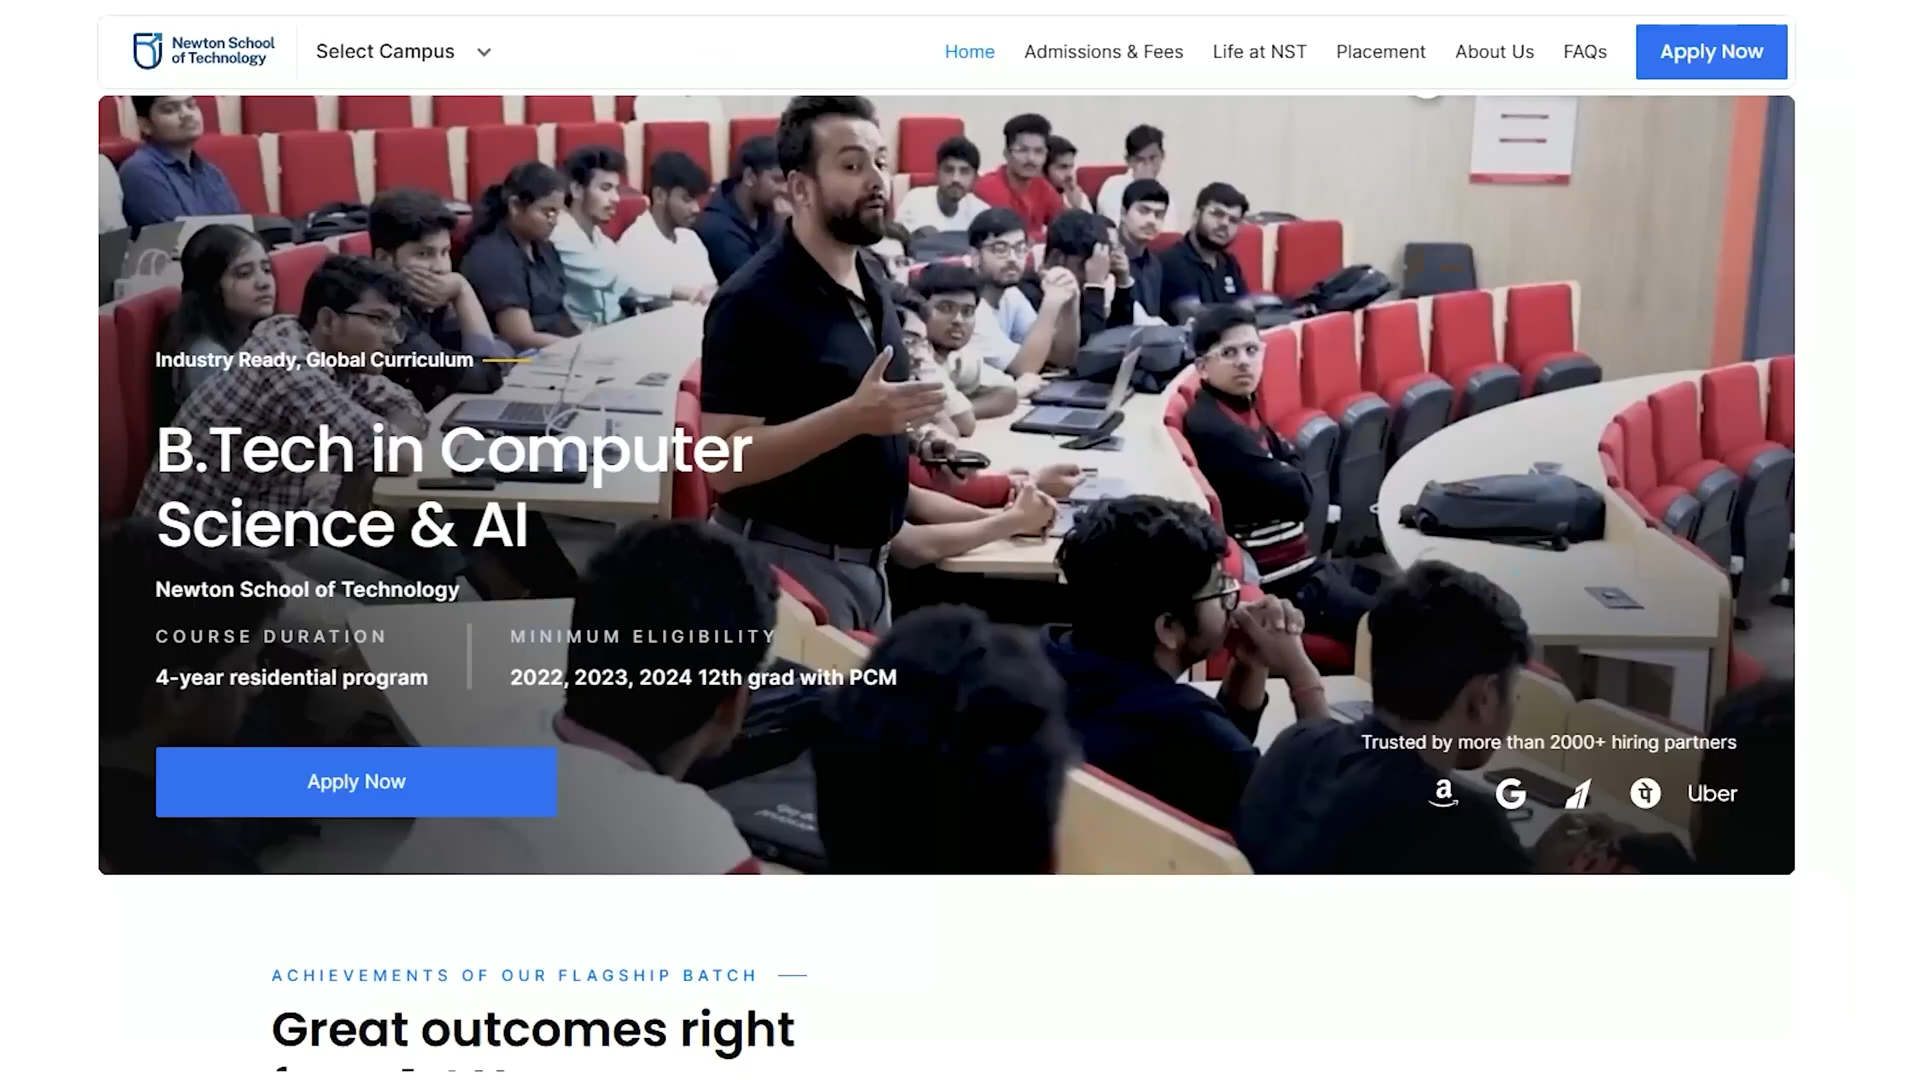 Newton School
of Technology
Select Campus
Home
Admissions & Fees
Life at NST
Placement
About Us
FAQs
Apply Now
Industry Ready, Global Curriculum
B.Tech in Computer
Science & AI
Newton School of Technology
COURSE DURATION
4-year residential program
MINIMUM ELIGIBILITY
2022, 2023, 2024 12th grad with PCM
Apply Now
Trusted by more than 2000+ hiring partners
a
G
पे
Uber
ACHIEVEMENTS OF OUR FLAGSHIP BATCH
Great outcomes right